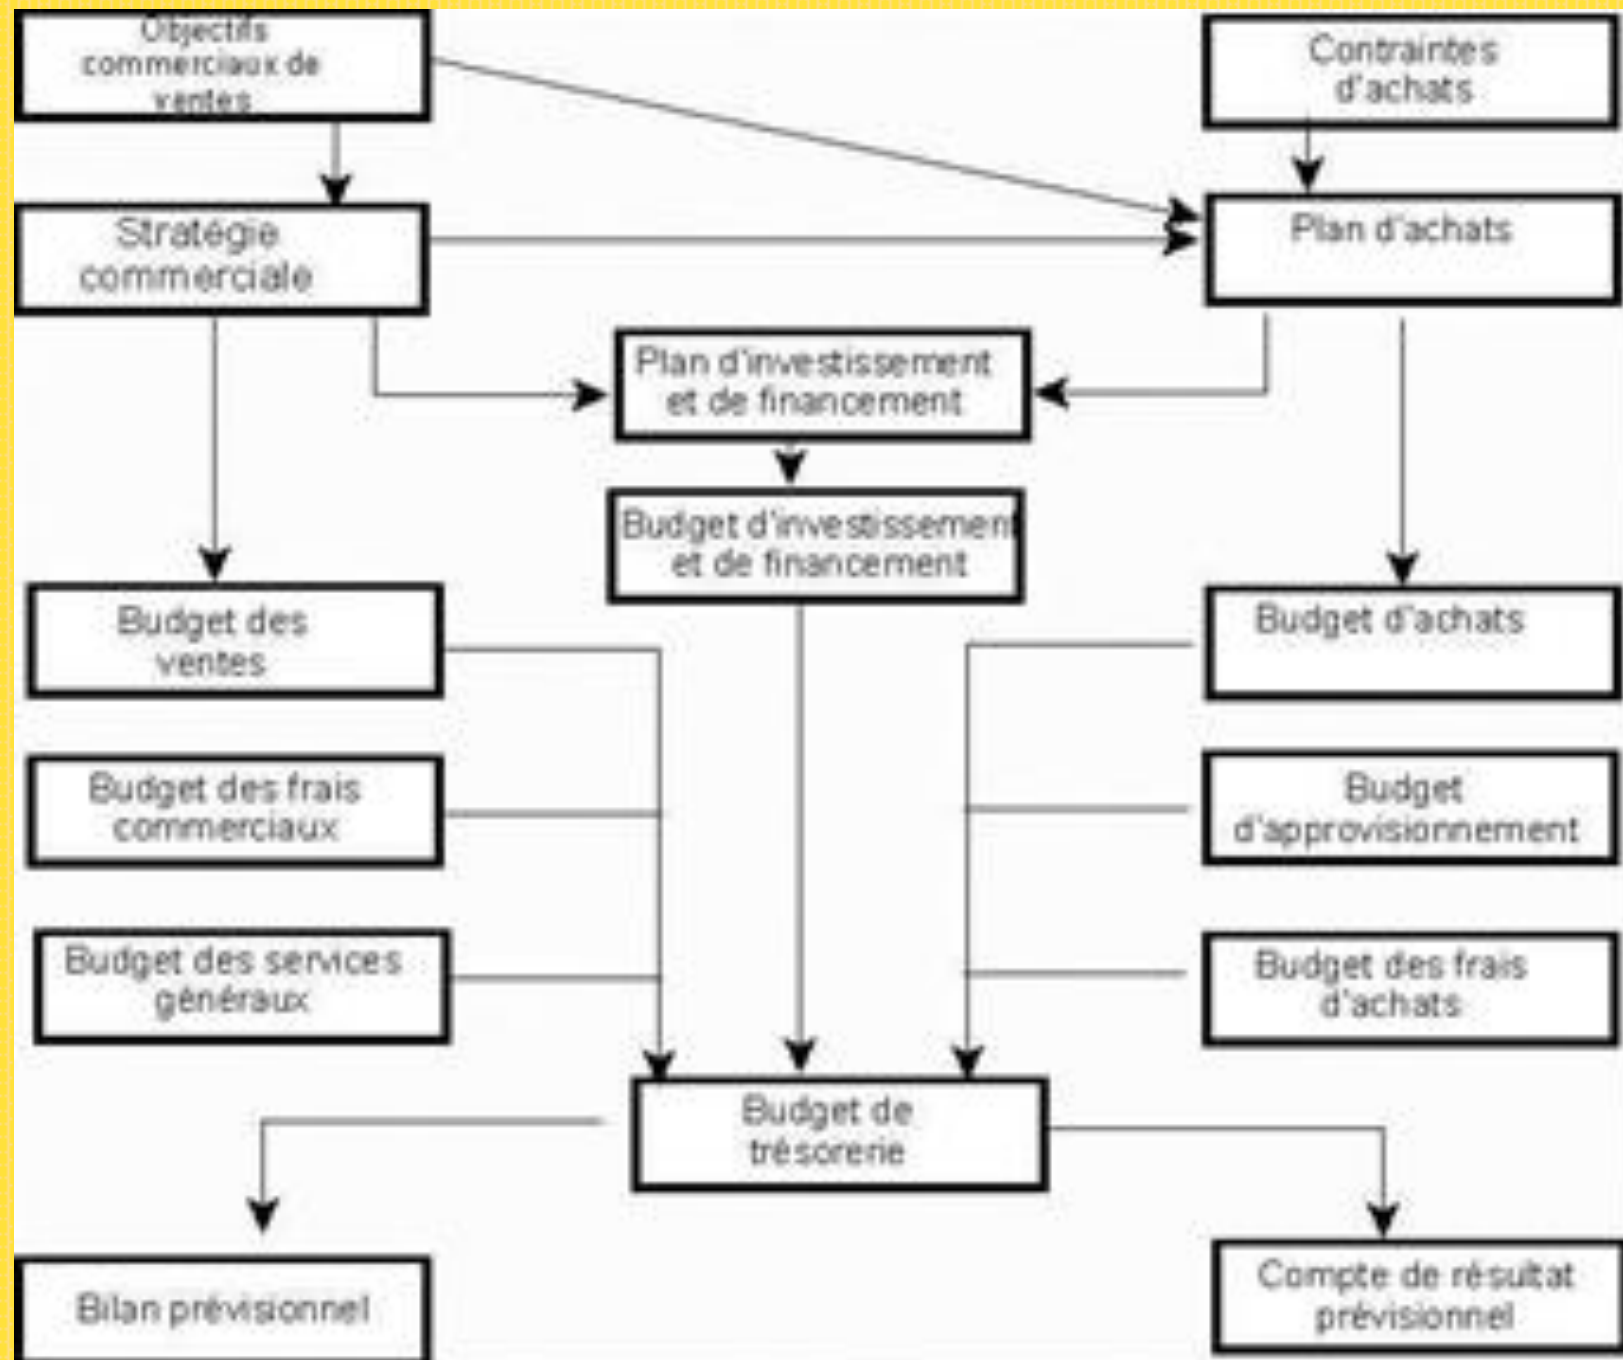 Objectifs
commerciaux de
ventes
Contraintes
d'achats
Stratégie
commerciale
Plan d'achats
Plan d'investissement
et de financement
Budget d'investissement
et de financement
Budget des
ventes
Budget d'achats
Budget des frais
commerciaux
Budget
d'approvisionnement
Budget des services
généraux
Budget des frais
d'achats
Budget de
trésorerie
Bilan prévisionnel
Compte de résultat
prévisionnel